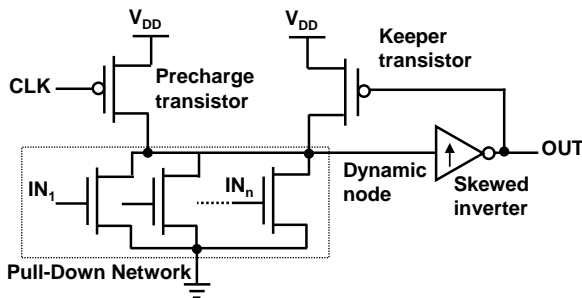 VDD
VDD
Keeper
transistor
CLK
Precharge
transistor
OUT
IN1
INn
Dynamic
node
Skewed
inverter
Pull-Down Network